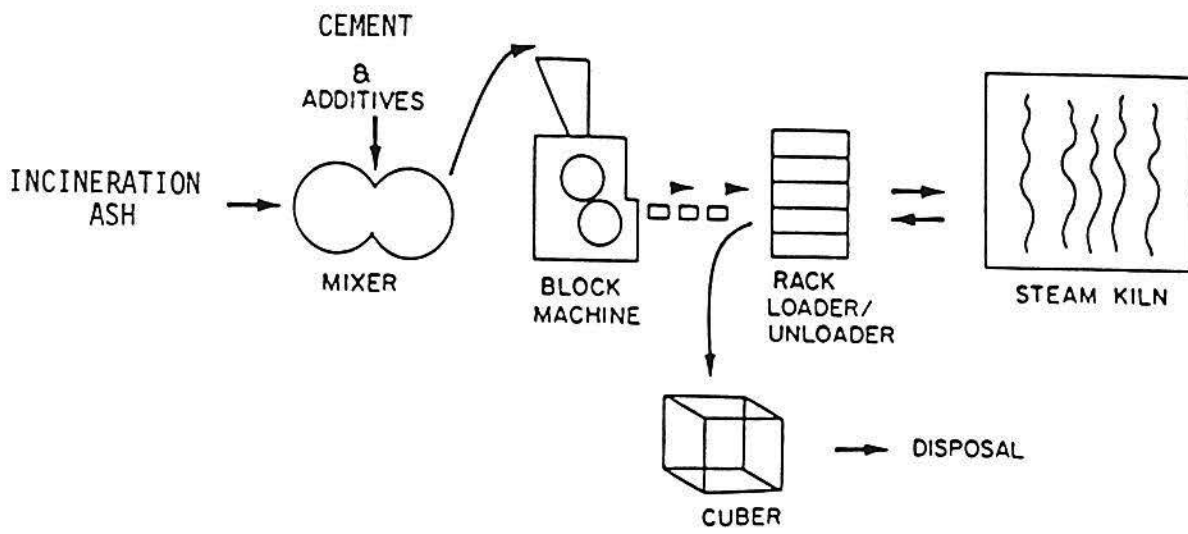 CEMENT
&
ADDITIVES
INCINERATION
ASH
MIXER
BLOCK
MACHINE
RACK
LOADER/
UNLOADER
STEAM KILN
CUBER
DISPOSAL